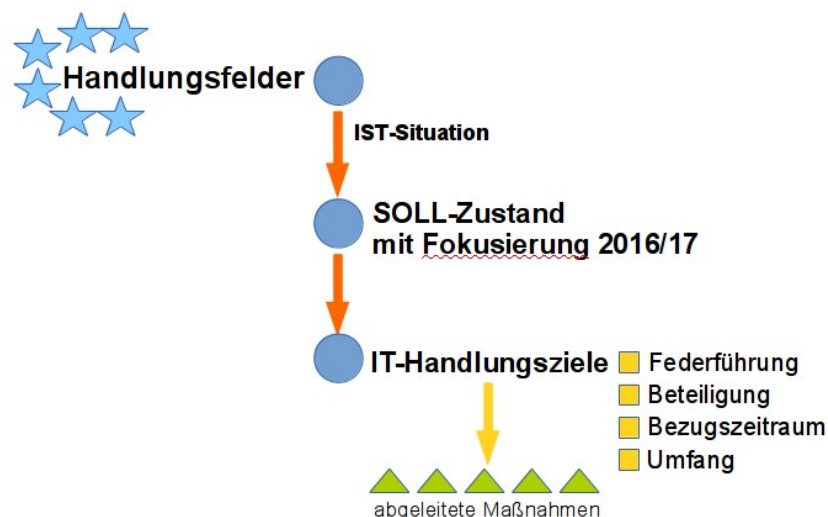 Handlungsfelder
IST-Situation
SOLL-Zustand
mit Fokusierung 2016/17
IT-Handlungsziele
Federführung
Beteiligung
Bezugszeitraum
Umfang
abgeleitete Maßnahmen